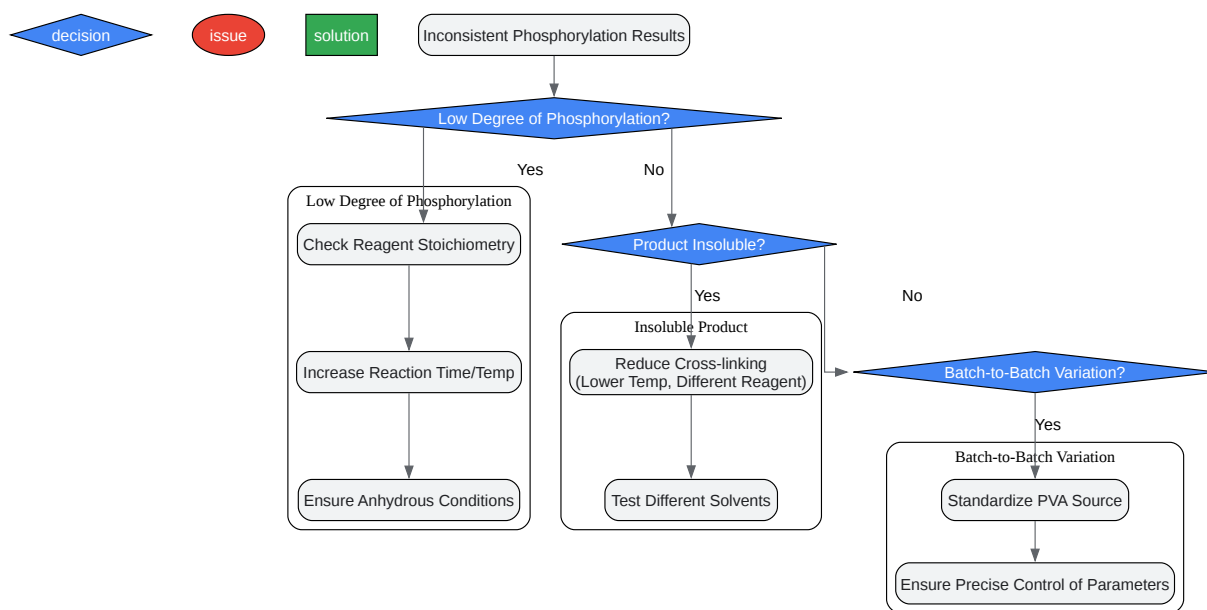 decision
issue
solution
Inconsistent Phosphorylation Results
Low Degree of Phosphorylation?
Yes
No
Low Degree of Phosphorylation
Check Reagent Stoichiometry
Increase Reaction Time/Temp
Ensure Anhydrous Conditions
Product Insoluble?
Yes
No
Insoluble Product
Reduce Cross-linking
(Lower Temp, Different Reagent)
Test Different Solvents
Batch-to-Batch Variation?
Yes
Batch-to-Batch Variation
Standardize PVA Source
Ensure Precise Control of Parameters